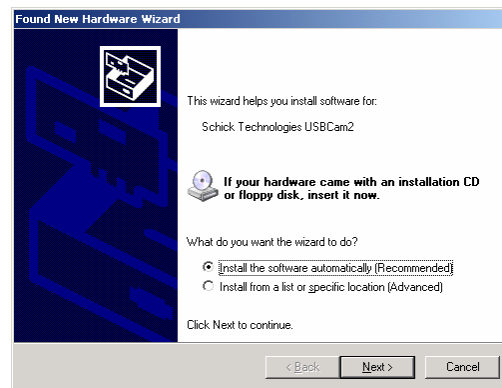 Found New Hardware Wizard
This wizard helps you install software for:
Schick Technologies USBCam2
If your hardware came with an installation CD
or floppy disk, insert it now.
What do you want the wizard to do?
Install the software automatically (Recommended)
Install from a list or specific location (Advanced)
Click Next to continue.
< Back
Next >
Cancel